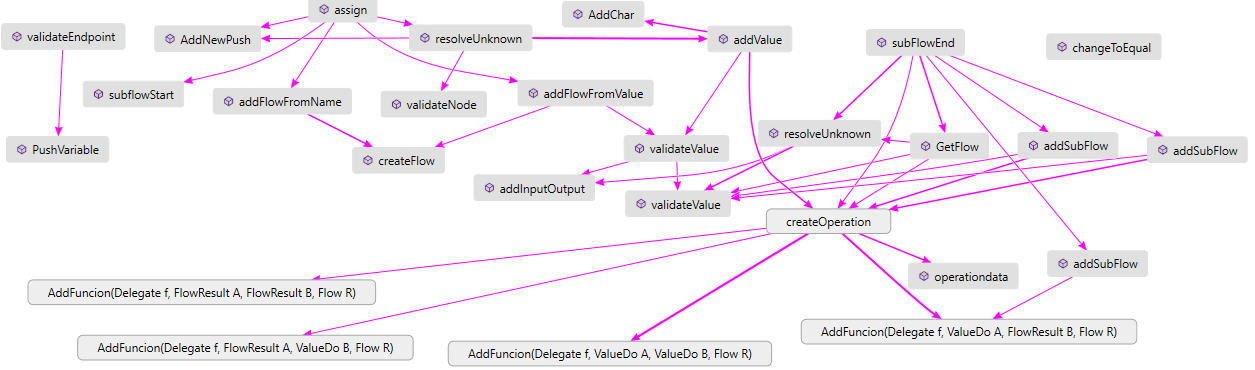 assign
AddChar
validateEndpoint
AddNewPush
resolveUnknown
addValue
subFlowEnd
changeToEqual
subflowStart
addFlowFromName
validateNode
addFlowFromValue
PushVariable
createFlow
validateValue
resolveUnknown
GetFlow
addSubFlow
addSubFlow
addInputOutput
validateValue
createOperation
addSubFlow
operationdata
AddFuncion(Delegate f, FlowResult A, FlowResult B, Flow R)
AddFuncion(Delegate f, ValueDo A, FlowResult B, Flow R)
AddFuncion(Delegate f, FlowResult A, ValueDo B, Flow R)
AddFuncion(Delegate f, ValueDo A, ValueDo B, Flow R)